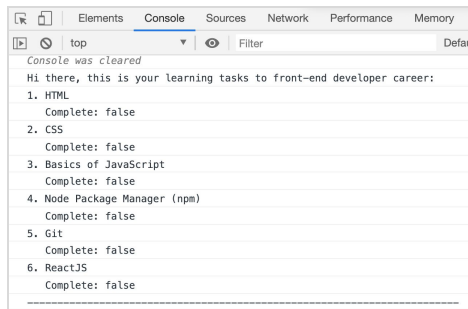 Elements Console Sources Network Performance Memory
top Filter Defau
Console was cleared
Hi there, this is your learning tasks to front-end developer career:
1. HTML
Complete: false
2. CSS
Complete: false
3. Basics of JavaScript
Complete: false
4. Node Package Manager (npm)
Complete: false
5. Git
Complete: false
6. ReactJS
Complete: false
------------------------------------------------------------------------